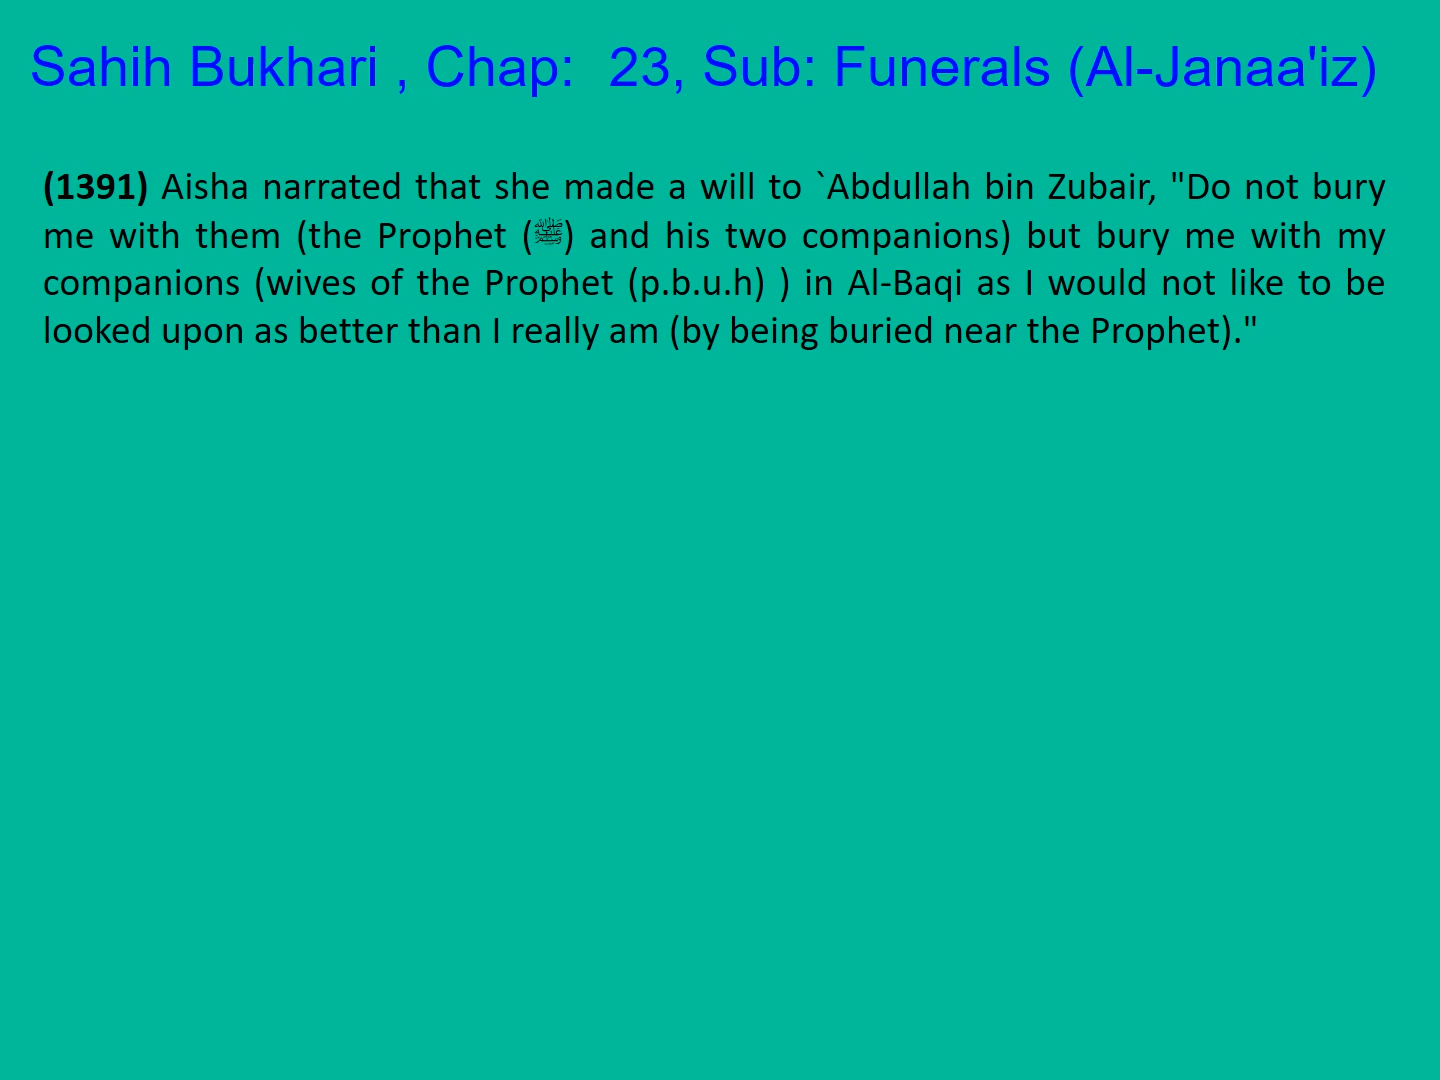 Sahih Bukhari , Chap:  23, Sub: Funerals (Al-Janaa'iz)
(1391) Aisha narrated that she made a will to `Abdullah bin Zubair, "Do not bury
me with them (the Prophet (ﷺ) and his two companions) but bury me with my
companions (wives of the Prophet (p.b.u.h) ) in Al-Baqi as I would not like to be
looked upon as better than I really am (by being buried near the Prophet)."